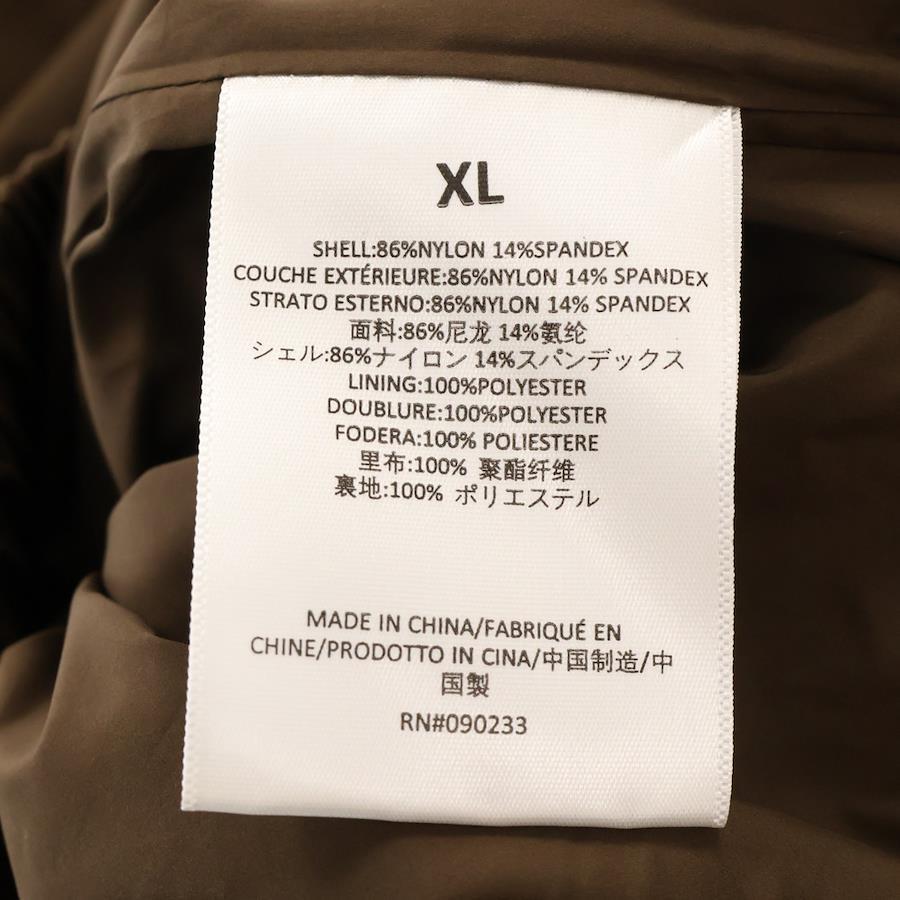 XL
SHELL:86%NYLON 14%SPANDEX
COUCHE EXTÉRIEURE:86%NYLON 14% SPANDEX
STRATO ESTERNO:86%NYLON 14% SPANDEX
面料:86%尼龙 14%氨纶
シェル:86%ナイロン 14%スパンデックス
LINING:100%POLYESTER
DOUBLURE:100%POLYESTER
FODERA:100% POLIESTERE
里布:100% 聚酯纤维
裏地:100% ポリエステル
MADE IN CHINA/FABRIQUÉ EN
CHINE/PRODOTTO IN CINA/中国制造/中
国製
RN#090233